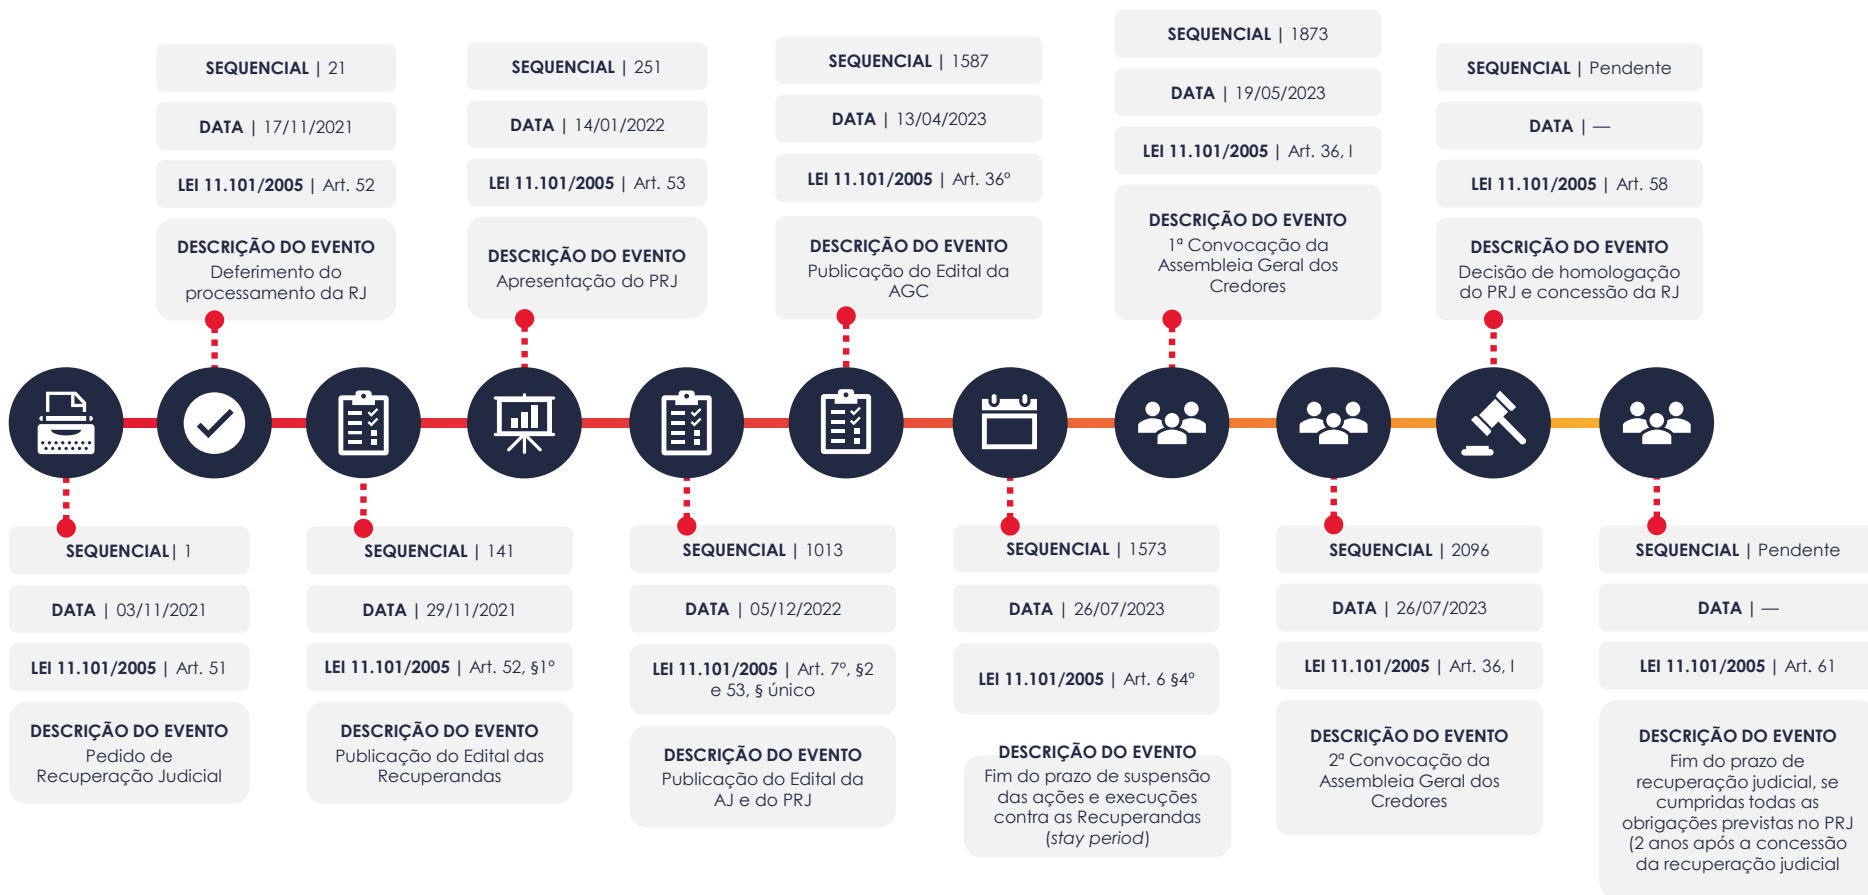 SEQUENCIAL | 21
DATA | 17/11/2021
LEI 11.101/2005 | Art. 52
DESCRIÇÃO DO EVENTO
Deferimento do
processamento da RJ
SEQUENCIAL | 251
DATA | 14/01/2022
LEI 11.101/2005 | Art. 53
DESCRIÇÃO DO EVENTO
Apresentação do PRJ
SEQUENCIAL | 1587
DATA | 13/04/2023
LEI 11.101/2005 | Art. 36º
DESCRIÇÃO DO EVENTO
Publicação do Edital da
AGC
SEQUENCIAL | 1873
DATA | 19/05/2023
LEI 11.101/2005 | Art. 36, I
DESCRIÇÃO DO EVENTO
1ª Convocação da
Assembleia Geral dos
Credores
SEQUENCIAL | Pendente
DATA | —
LEI 11.101/2005 | Art. 58
DESCRIÇÃO DO EVENTO
Decisão de homologação
do PRJ e concessão da RJ
SEQUENCIAL| 1
DATA | 03/11/2021
LEI 11.101/2005 | Art. 51
DESCRIÇÃO DO EVENTO
Pedido de
Recuperação Judicial
SEQUENCIAL | 141
DATA | 29/11/2021
LEI 11.101/2005 | Art. 52, §1º
DESCRIÇÃO DO EVENTO
Publicação do Edital das
Recuperandas
SEQUENCIAL | 1013
DATA | 05/12/2022
LEI 11.101/2005 | Art. 7º, §2
e 53, § único
DESCRIÇÃO DO EVENTO
Publicação do Edital da
AJ e do PRJ
SEQUENCIAL | 1573
DATA | 26/07/2023
LEI 11.101/2005 | Art. 6 §4º
DESCRIÇÃO DO EVENTO
Fim do prazo de suspensão
das ações e execuções
contra as Recuperandas
(stay period)
SEQUENCIAL | 2096
DATA | 26/07/2023
LEI 11.101/2005 | Art. 36, I
DESCRIÇÃO DO EVENTO
2ª Convocação da
Assembleia Geral dos
Credores
SEQUENCIAL | Pendente
DATA | —
LEI 11.101/2005 | Art. 61
DESCRIÇÃO DO EVENTO
Fim do prazo de
recuperação judicial, se
cumpridas todas as
obrigações previstas no PRJ
(2 anos após a concessão
da recuperação judicial